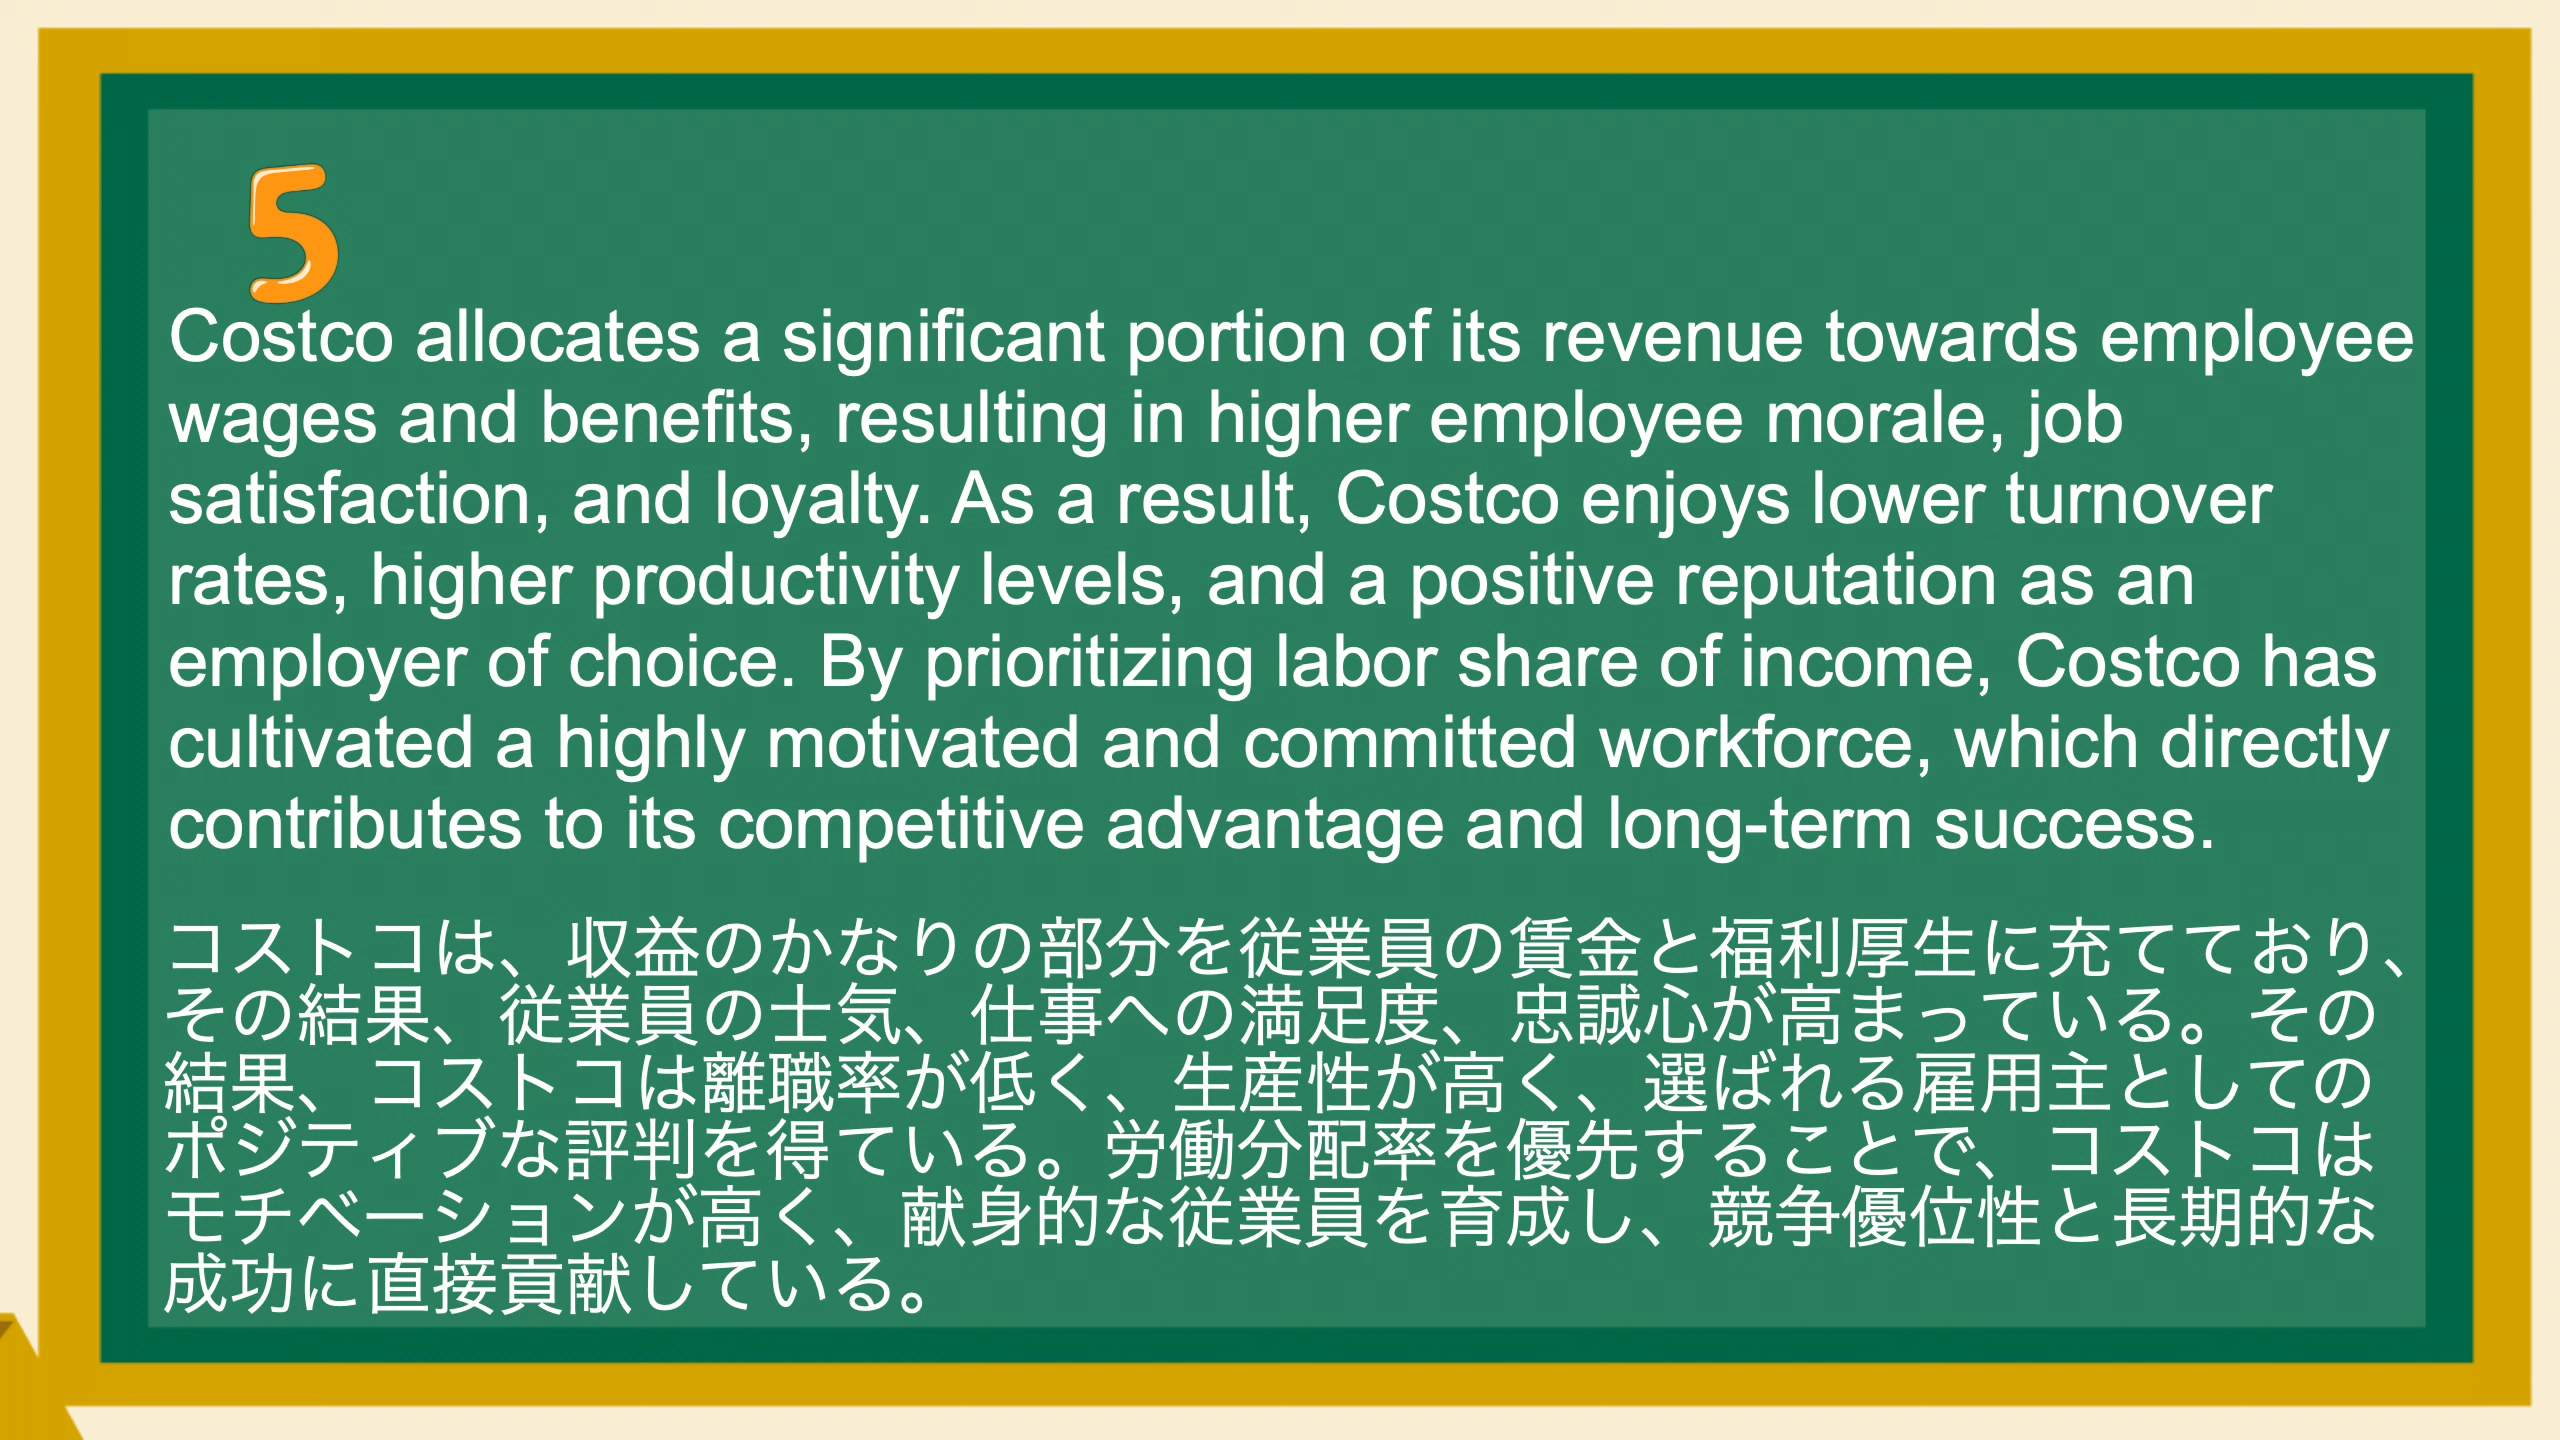 5
Costco allocates a significant portion of its revenue towards employee
wages and benefits, resulting in higher employee morale, job
satisfaction, and loyalty. As a result, Costco enjoys lower turnover
rates, higher productivity levels, and a positive reputation as an
employer of choice. By prioritizing labor share of income, Costco has
cultivated a highly motivated and committed workforce, which directly
contributes to its competitive advantage and long-term success.
コストコは、収益のかなりの部分を従業員の賃金と福利厚生に充てており、
その結果、従業員の士気、仕事への満足度、忠誠心が高まっている。その
結果、コストコは離職率が低く、生産性が高く、選ばれる雇用主としての
ポジティブな評判を得ている。労働分配率を優先することで、コストコは
モチベーションが高く、献身的な従業員を育成し、競争優位性と長期的な
成功に直接貢献している。